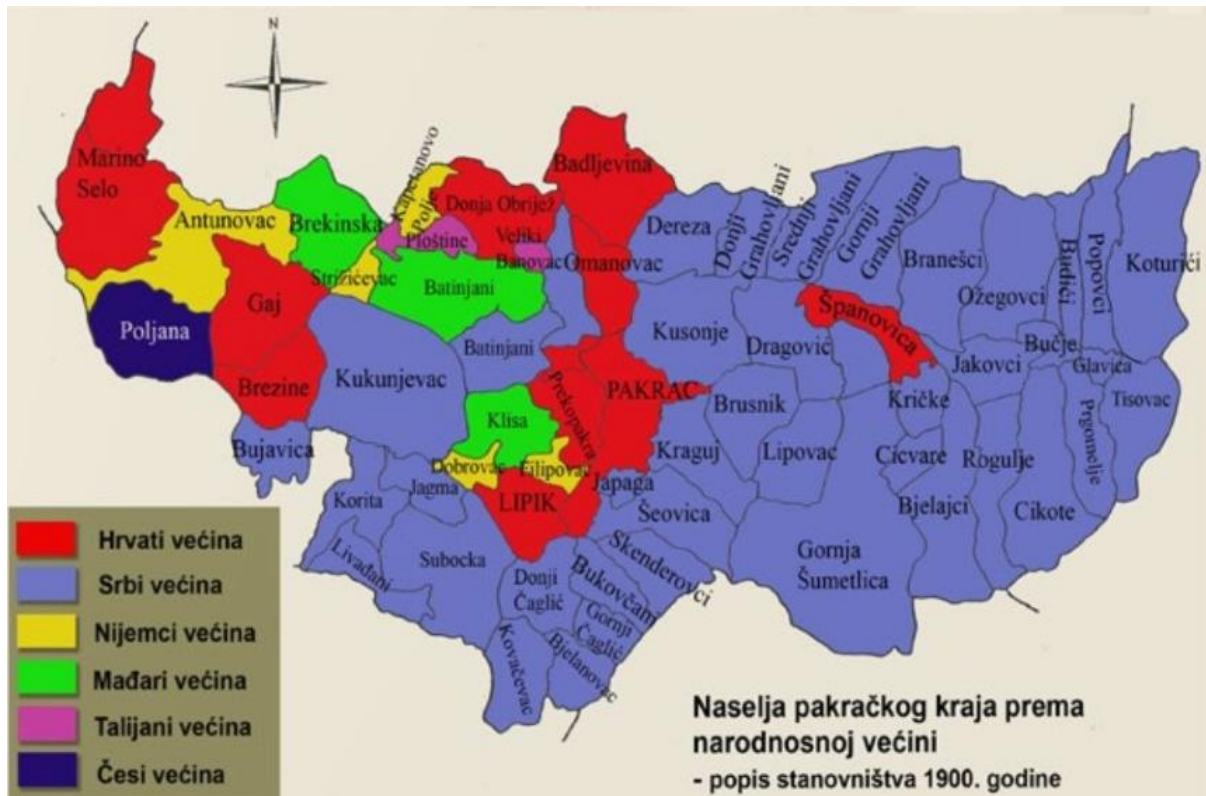 N
Marino
Selo
Antunovac
Brekinska
Kapetanovo
Polje
Donja Obrijež
Ploštine
Veliki
Banovac
Badljevina
Omanovac
Dereza
Donji
Grahovljani
Srednji
Grahovljani
Gornji
Grahovljani
Branešci
Ožegovci
Budići
Popovci
Koturići
Strižičevac
Gaj
Batinjani
Poljana
Batinjani
Kusonje
Dragović
Španovica
Bučje
Jakovci
Glavica
Brezine
Kukunjevac
Prekopakra
PAKRAC
Brusnik
Kričke
Tisovac
Prgomelje
Klisa
Bujavica
Dobrovac
Filipovac
Kraguj
Lipovac
Cicvare
Rogulje
Jagma
Korita
LIPIK
Japaga
Šeovica
Bjelajci
Cikote
Livađani
Subocka
Skenderovci
Gornja
Šumetlica
Donji
Čaglić
Bukovčani
Gornji
Čaglić
Kovačevac
Bjelanovac
Hrvati većina
Srbi većina
Nijemci većina
Mađari većina
Talijani većina
Česi većina
Naselja pakračkog kraja prema
narodnosnoj većini
- popis stanovništva 1900. godine